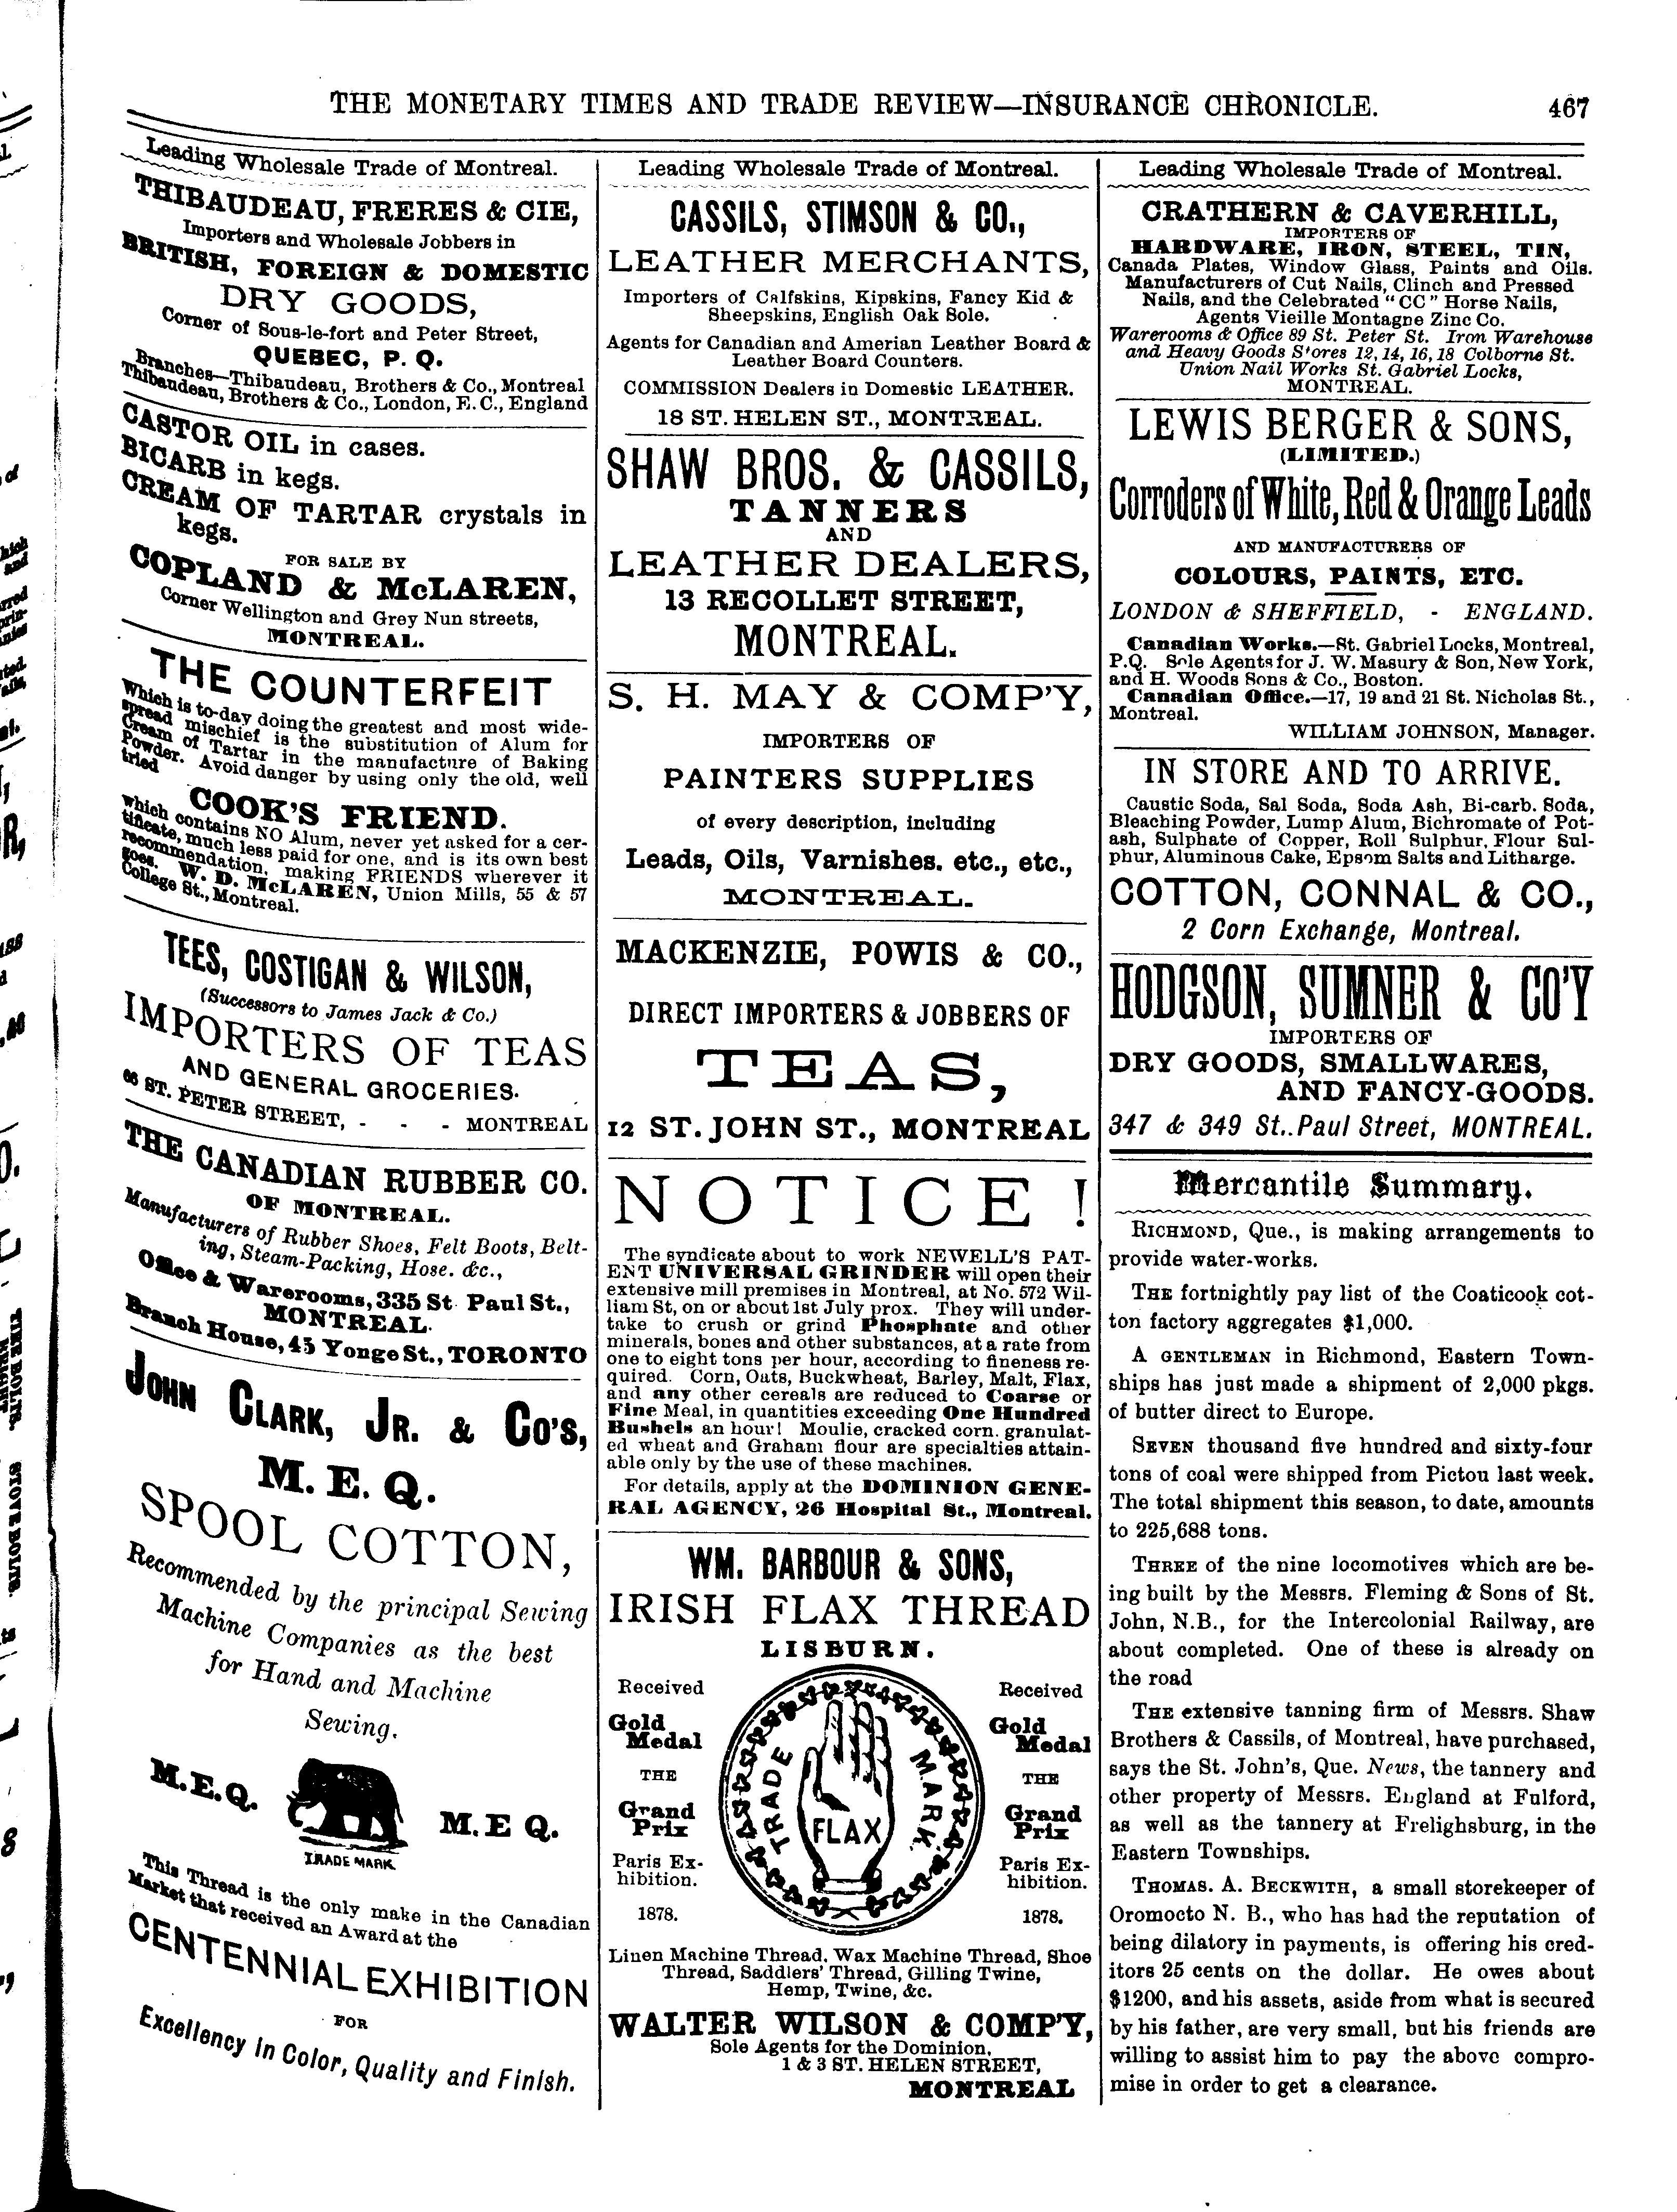 THE MONETARY TIMES AND TRADE REVIEW—INSURANCE CHRONICLE. 467
Leading Wholesale Trade of Montreal.
THIBAUDEAU, FRERES & CIE,
Importers and Wholesale Jobbers in
BRITISH, FOREIGN & DOMESTIC
DRY GOODS,
Corner of Sous-le-fort and Peter Street,
QUEBEC, P. Q.
Branches—Thibaudeau, Brothers & Co., Montreal
Thibaudeau, Brothers & Co., London, E. C., England
CASTOR OIL in cases.
BICARB in kegs.
CREAM OF TARTAR crystals in
kegs.
FOR SALE BY
COPLAND & McLAREN,
Corner Wellington and Grey Nun streets,
MONTREAL.
THE COUNTERFEIT
Which is to-day doing the greatest and most wide-
spread mischief is the substitution of Alum for
Cream of Tartar in the manufacture of Baking
Powder. Avoid danger by using only the old, well
tried
COOK'S FRIEND.
which contains NO Alum, never yet asked for a cer-
tificate, much less paid for one, and is its own best
recommendation, making FRIENDS wherever it
goes. W. D. McLAREN, Union Mills, 55 & 57
College St., Montreal.
TEES, COSTIGAN & WILSON,
(Successors to James Jack & Co.)
IMPORTERS OF TEAS
AND GENERAL GROCERIES.
66 ST. PETER STREET, - - - MONTREAL
THE CANADIAN RUBBER CO.
OF MONTREAL.
Manufacturers of Rubber Shoes, Felt Boots, Belt-
ing, Steam-Packing, Hose. &c.,
Office & Warerooms, 335 St Paul St.,
MONTREAL.
Branch House, 45 Yonge St., TORONTO
JOHN CLARK, JR. & CO'S,
M. E. Q.
SPOOL COTTON,
Recommended by the principal Sewing
Machine Companies as the best
for Hand and Machine
Sewing.
M.E.Q.
M.E Q.
TRADE MARK
This Thread is the only make in the Canadian
Market that received an Award at the
CENTENNIAL EXHIBITION
FOR
Excellency in Color, Quality and Finish.
Leading Wholesale Trade of Montreal.
CASSILS, STIMSON & CO.,
LEATHER MERCHANTS,
Importers of Calfskins, Kipskins, Fancy Kid &
Sheepskins, English Oak Sole.
Agents for Canadian and Amerian Leather Board &
Leather Board Counters.
COMMISSION Dealers in Domestic LEATHER.
18 ST. HELEN ST., MONTREAL.
SHAW BROS. & CASSILS,
TANNERS
AND
LEATHER DEALERS,
13 RECOLLET STREET,
MONTREAL.
S. H. MAY & COMP'Y,
IMPORTERS OF
PAINTERS SUPPLIES
of every description, including
Leads, Oils, Varnishes. etc., etc.,
MONTREAL.
MACKENZIE, POWIS & CO.,
DIRECT IMPORTERS & JOBBERS OF
TEAS,
12 ST. JOHN ST., MONTREAL
NOTICE!
The syndicate about to work NEWELL'S PAT-
ENT UNIVERSAL GRINDER will open their
extensive mill premises in Montreal, at No. 572 Wil-
liam St, on or about 1st July prox. They will under-
take to crush or grind Phosphate and other
minerals, bones and other substances, at a rate from
one to eight tons per hour, according to fineness re-
quired. Corn, Oats, Buckwheat, Barley, Malt, Flax,
and any other cereals are reduced to Coarse or
Fine Meal, in quantities exceeding One Hundred
Bushels an hour! Moulie, cracked corn. granulat-
ed wheat and Graham flour are specialties attain-
able only by the use of these machines.
For details, apply at the DOMINION GENE-
RAL AGENCY, 26 Hospital St., Montreal.
WM. BARBOUR & SONS,
IRISH FLAX THREAD
LISBURN.
Received
Gold
Medal
THE
Grand
Prix
Paris Ex-
hibition.
1878.
TRADE MARK.
FLAX
Received
Gold
Medal
THE
Grand
Prix
Paris Ex-
hibition.
1878.
Linen Machine Thread, Wax Machine Thread, Shoe
Thread, Saddlers' Thread, Gilling Twine,
Hemp, Twine, &c.
WALTER WILSON & COMP'Y,
Sole Agents for the Dominion,
1 & 3 ST. HELEN STREET,
MONTREAL
Leading Wholesale Trade of Montreal.
CRATHERN & CAVERHILL,
IMPORTERS OF
HARDWARE, IRON, STEEL, TIN,
Canada Plates, Window Glass, Paints and Oils.
Manufacturers of Cut Nails, Clinch and Pressed
Nails, and the Celebrated "CC" Horse Nails,
Agents Vieille Montagne Zinc Co.
Warerooms & Office 89 St. Peter St. Iron Warehouse
and Heavy Goods Stores 12, 14, 16, 18 Colborne St.
Union Nail Works St. Gabriel Locks,
MONTREAL.
LEWIS BERGER & SONS,
(LIMITED.)
Corroders of White, Red & Orange Leads
AND MANUFACTURERS OF
COLOURS, PAINTS, ETC.
LONDON & SHEFFIELD, - ENGLAND.
Canadian Works.—St. Gabriel Locks, Montreal,
P.Q. Sole Agents for J. W. Masury & Son, New York,
and H. Woods Sons & Co., Boston.
Canadian Office.—17, 19 and 21 St. Nicholas St.,
Montreal.
WILLIAM JOHNSON, Manager.
IN STORE AND TO ARRIVE.
Caustic Soda, Sal Soda, Soda Ash, Bi-carb. Soda,
Bleaching Powder, Lump Alum, Bichromate of Pot-
ash, Sulphate of Copper, Roll Sulphur, Flour Sul-
phur, Aluminous Cake, Epsom Salts and Litharge.
COTTON, CONNAL & CO.,
2 Corn Exchange, Montreal.
HODGSON, SUMNER & CO'Y
IMPORTERS OF
DRY GOODS, SMALLWARES,
AND FANCY-GOODS.
347 & 349 St..Paul Street, MONTREAL.
Mercantile Summary.
RICHMOND, Que., is making arrangements to
provide water-works.
THE fortnightly pay list of the Coaticook cot-
ton factory aggregates $1,000.
A GENTLEMAN in Richmond, Eastern Town-
ships has just made a shipment of 2,000 pkgs.
of butter direct to Europe.
SEVEN thousand five hundred and sixty-four
tons of coal were shipped from Pictou last week.
The total shipment this season, to date, amounts
to 225,688 tons.
THREE of the nine locomotives which are be-
ing built by the Messrs. Fleming & Sons of St.
John, N.B., for the Intercolonial Railway, are
about completed. One of these is already on
the road
THE extensive tanning firm of Messrs. Shaw
Brothers & Cassils, of Montreal, have purchased,
says the St. John's, Que. News, the tannery and
other property of Messrs. England at Fulford,
as well as the tannery at Frelighsburg, in the
Eastern Townships.
THOMAS. A. BECKWITH, a small storekeeper of
Oromocto N. B., who has had the reputation of
being dilatory in payments, is offering his cred-
itors 25 cents on the dollar. He owes about
$1200, and his assets, aside from what is secured
by his father, are very small, but his friends are
willing to assist him to pay the above compro-
mise in order to get a clearance.